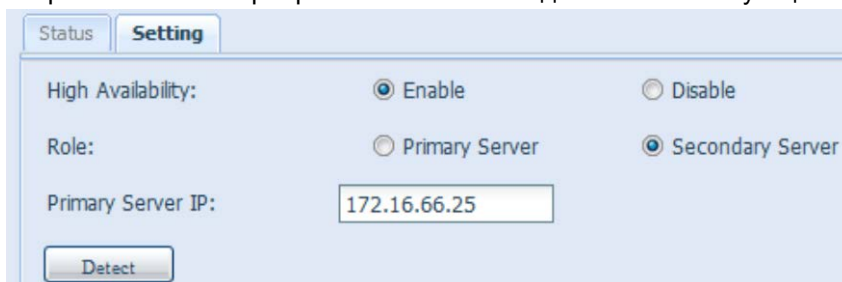 Status Setting
High Availability: Enable Disable
Role: Primary Server Secondary Server
Primary Server IP: 172.16.66.25
Detect